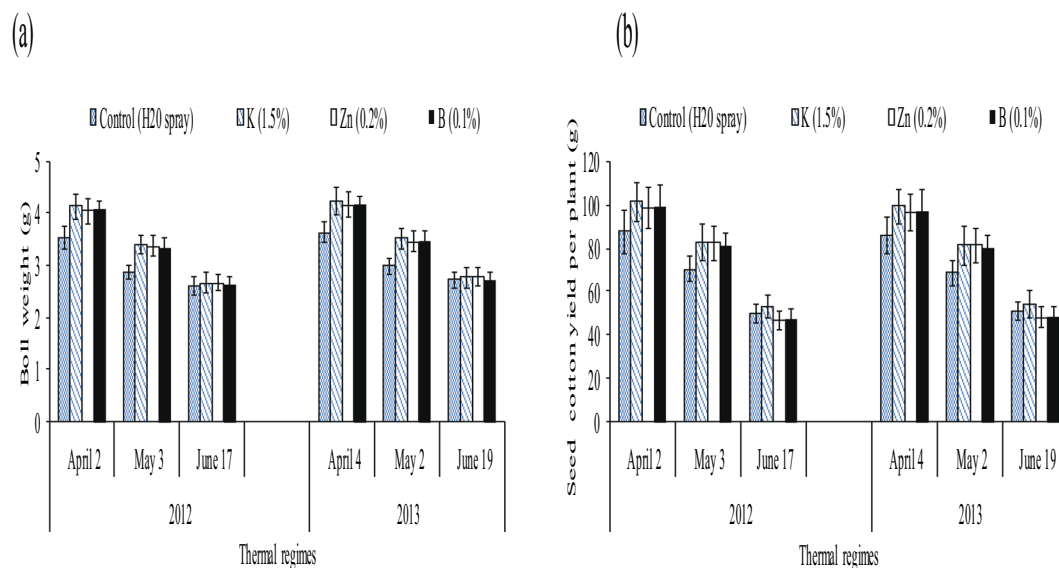 (a)
Control (H20 spray) K (1.5%) Zn (0.2%) B (0.1%)
Boll weight (g)
5
4
3
2
1
0
April 2 May 3 June 17 April 4 May 2 June 19
2012 2013
Thermal regimes
(b)
Control (H20 spray) K (1.5%) Zn (0.2%) B (0.1%)
Seed cotton yield per plant (g)
120
100
80
60
40
20
0
April 2 May 3 June 17 April 4 May 2 June 19
2012 2013
Thermal regimes